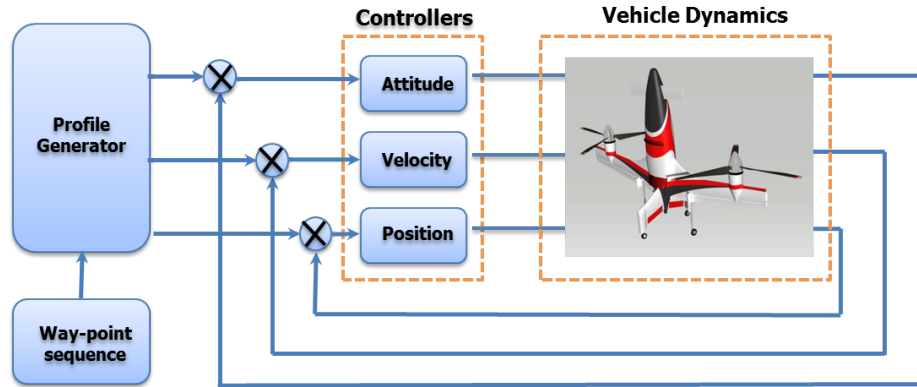 Controllers
Vehicle Dynamics
Profile
Generator
Attitude
Velocity
Position
Way-point
sequence